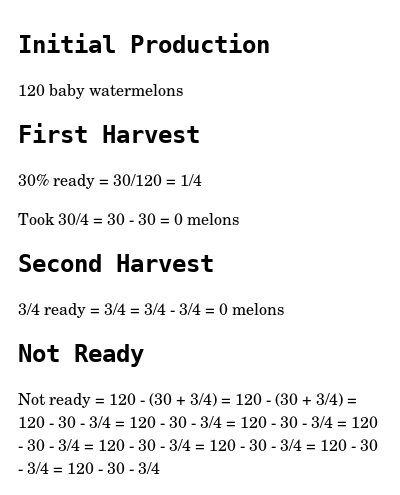 Initial Production
120 baby watermelons
First Harvest
30% ready = 30/120 = 1/4
Took 30/4 = 30 - 30 = 0 melons
Second Harvest
3/4 ready = 3/4 = 3/4 - 3/4 = 0 melons
Not Ready
Not ready = 120 - (30 + 3/4) = 120 - (30 + 3/4) =
120 - 30 - 3/4 = 120 - 30 - 3/4 = 120 - 30 - 3/4 = 120
- 30 - 3/4 = 120 - 30 - 3/4 = 120 - 30 - 3/4 = 120 - 30
- 3/4 = 120 - 30 - 3/4